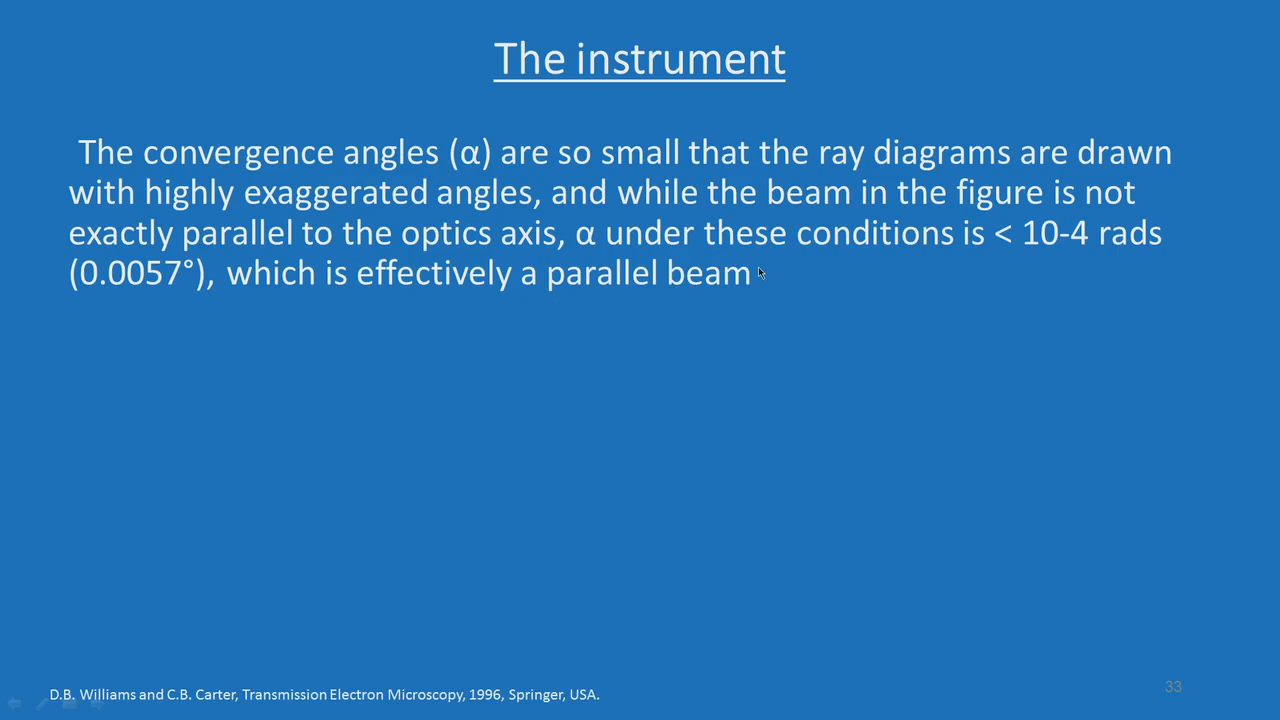 The instrument
The convergence angles (α) are so small that the ray diagrams are drawn
with highly exaggerated angles, and while the beam in the figure is not
exactly parallel to the optics axis, α under these conditions is < 10-4 rads
(0.0057°), which is effectively a parallel beam
D.B. Williams and C.B. Carter, Transmission Electron Microscopy, 1996, Springer, USA.
33